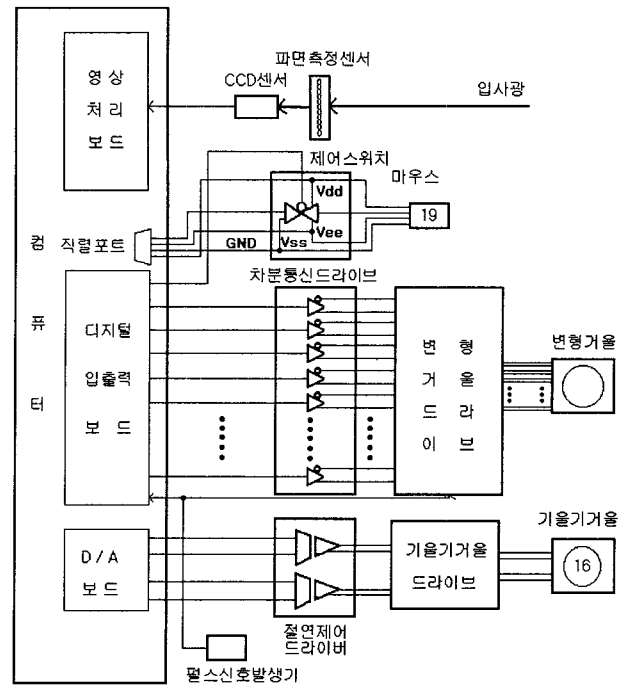 영 상
처 리
보 드
CCD센서
파면측정센서
입사광
제어스위치
마우스
Vdd
19
Vee
Vss
GND
컴
퓨
터
직렬포트
차분통신드라이브
디지털
입출력
보 드
변 형
거 울
드 라
이 브
변형거울
D/A
보드
기울기거울
드라이브
기울기거울
16
절연제어
드라이버
펄스신호발생기